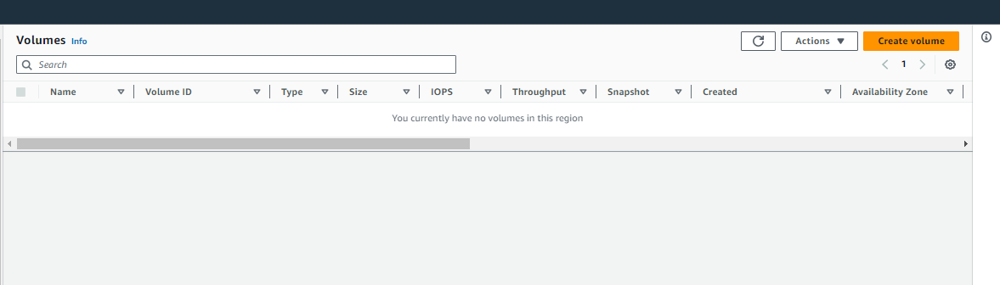 Volumes Info
Actions
Create volume
Search
1
Name Volume ID Type Size IOPS Throughput Snapshot Created Availability Zone
You currently have no volumes in this region